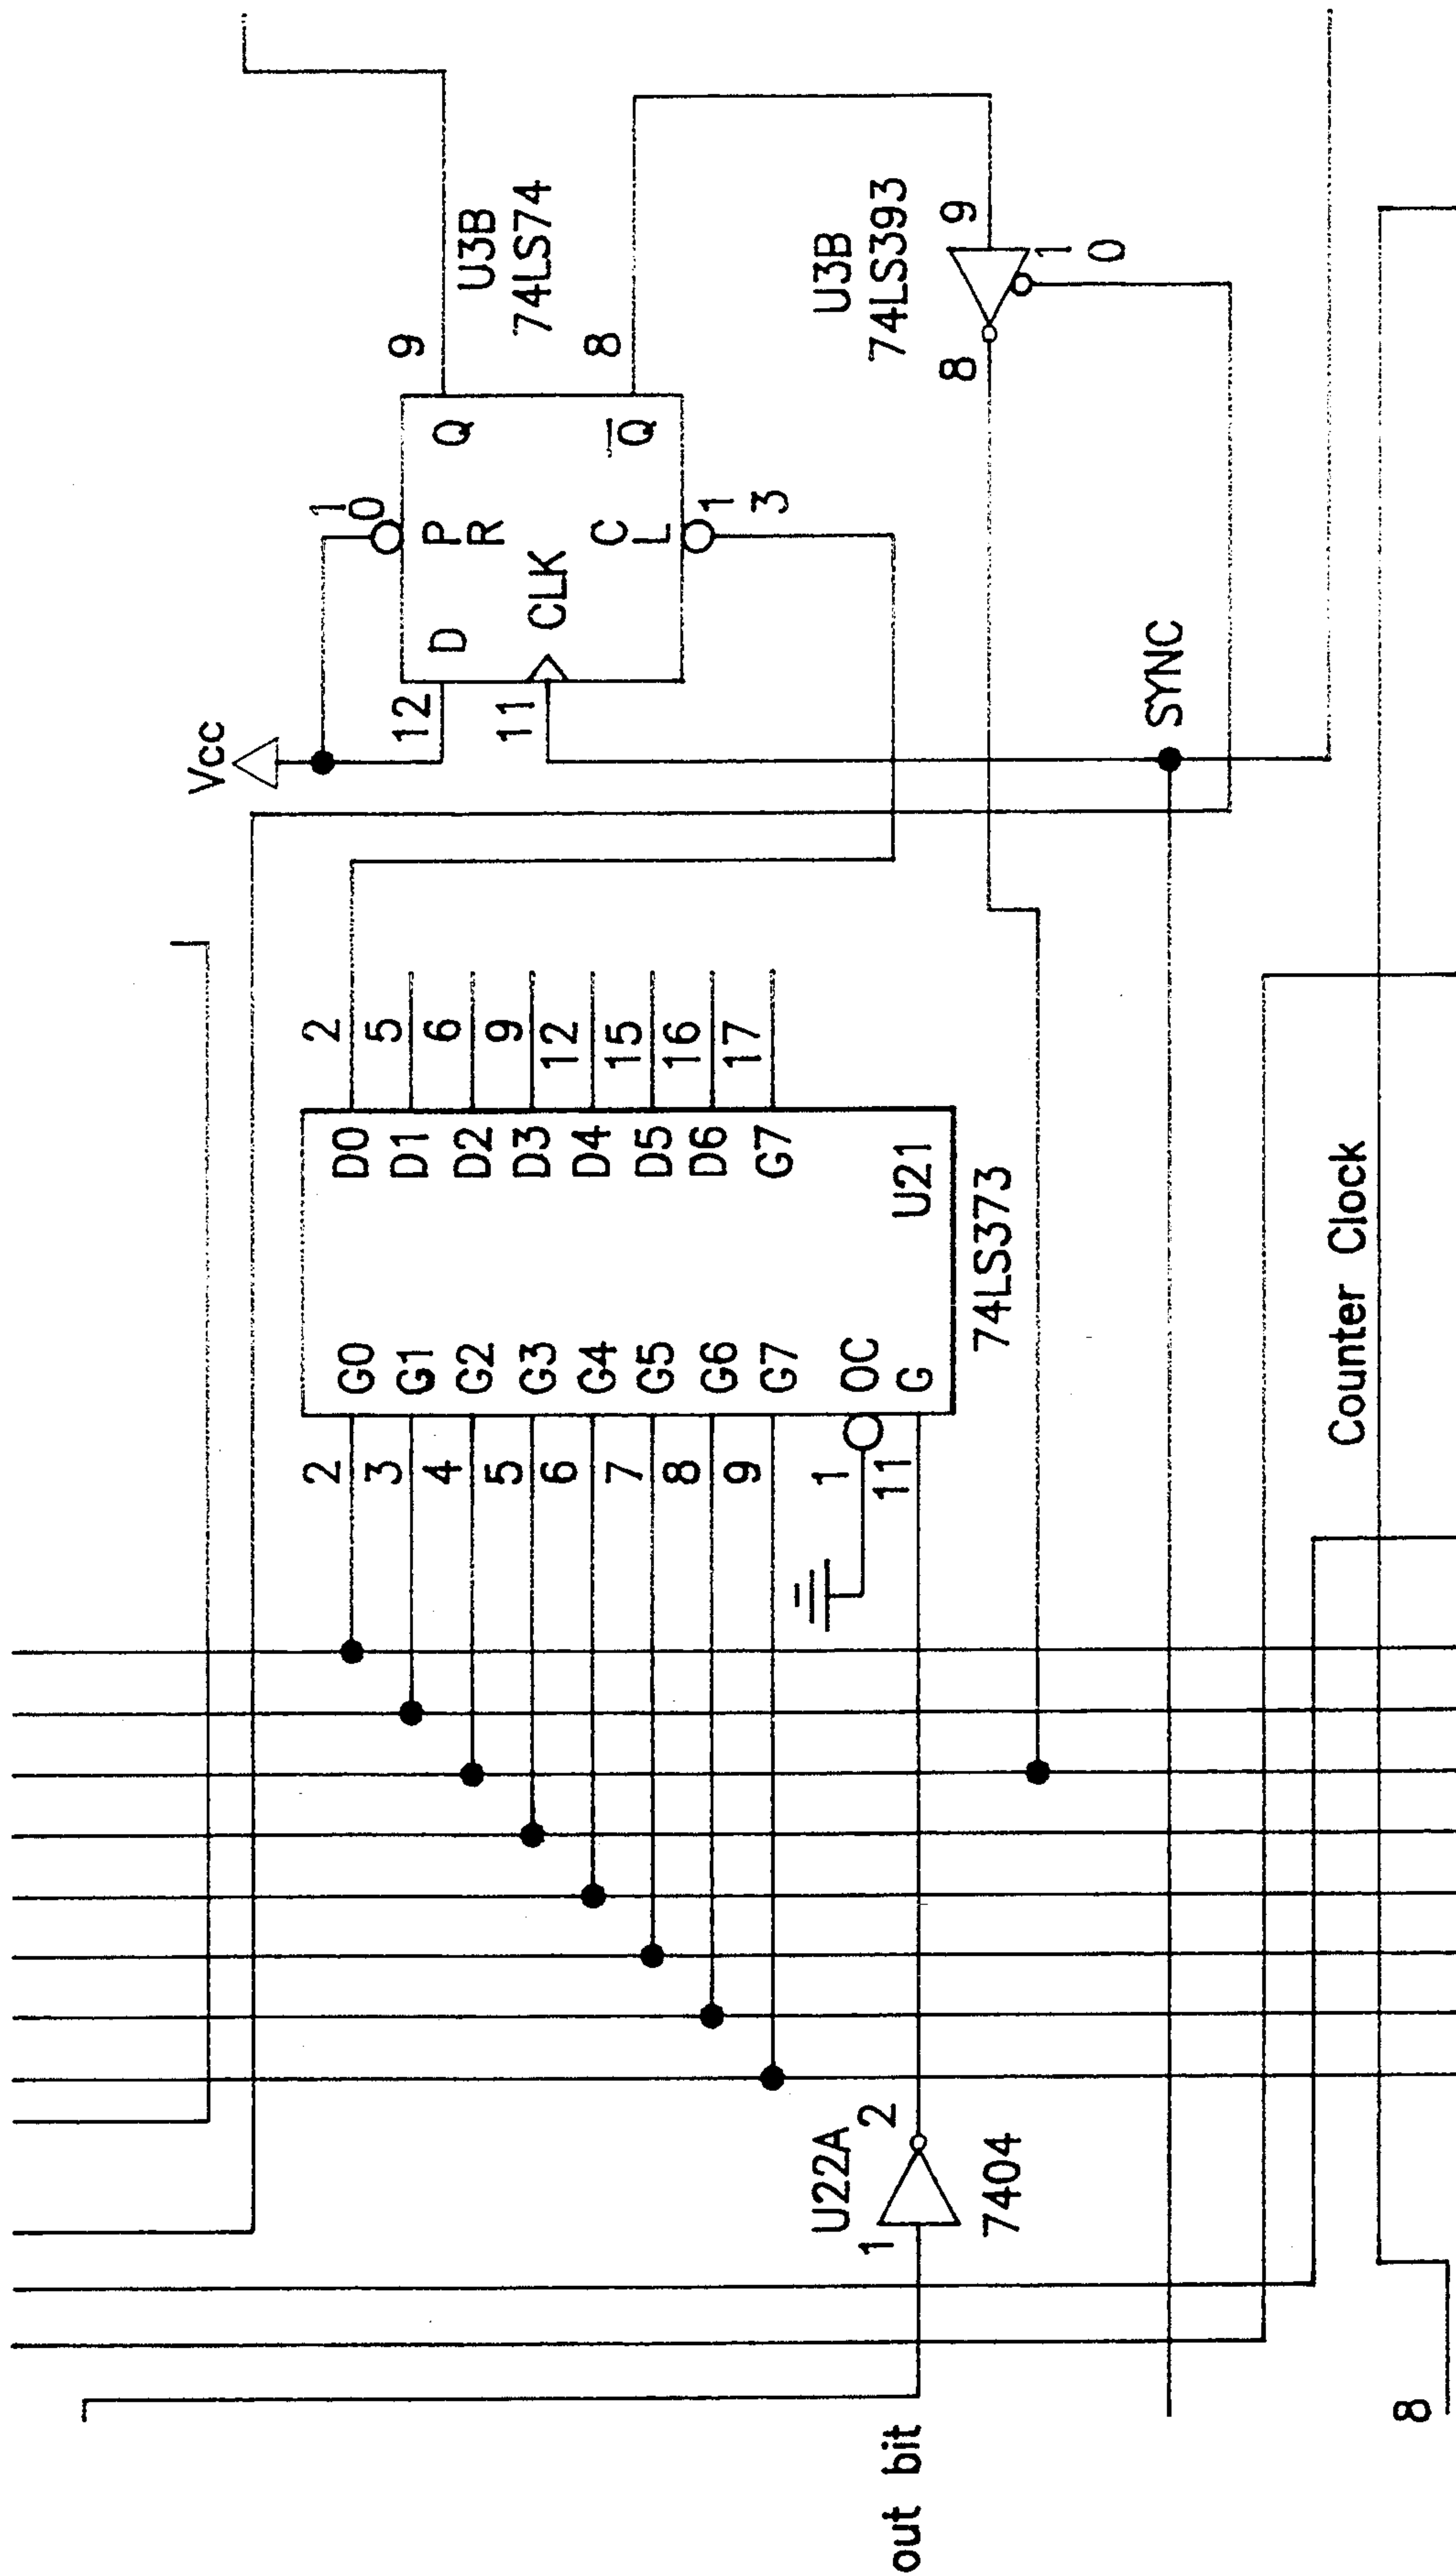 Vcc
12
D
1
0
P
R
Q
9
U3B
74LS74
11
CLK
C
L
Q̅
8
1
3
U3B
74LS393
8
9
1
0
2
G0
D0
2
3
G1
D1
5
4
G2
D2
6
5
G3
D3
9
6
G4
D4
12
7
G5
D5
15
8
G6
D6
16
9
G7
G7
17
1
OC
11
G
U21
74LS373
U22A
1
2
7404
out bit
SYNC
Counter Clock
8